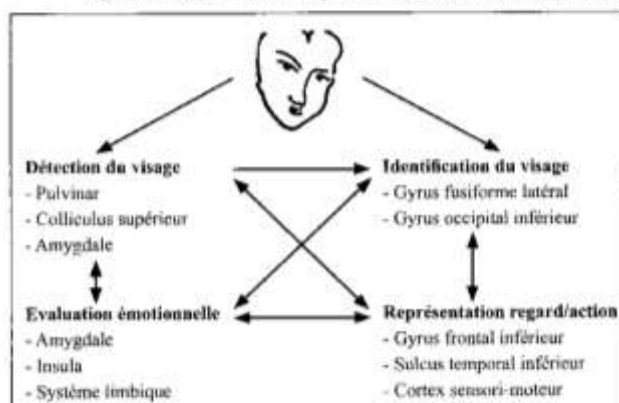 Détection du visage
- Pulvinar
- Colliculus supérieur
- Amygdale
Identification du visage
- Gyrus fusiforme latéral
- Gyrus occipital inférieur
Evaluation émotionnelle
- Amygdale
- Insula
- Système limbique
Représentation regard/action
- Gyrus frontal inférieur
- Sulcus temporal inférieur
- Cortex sensori-moteur